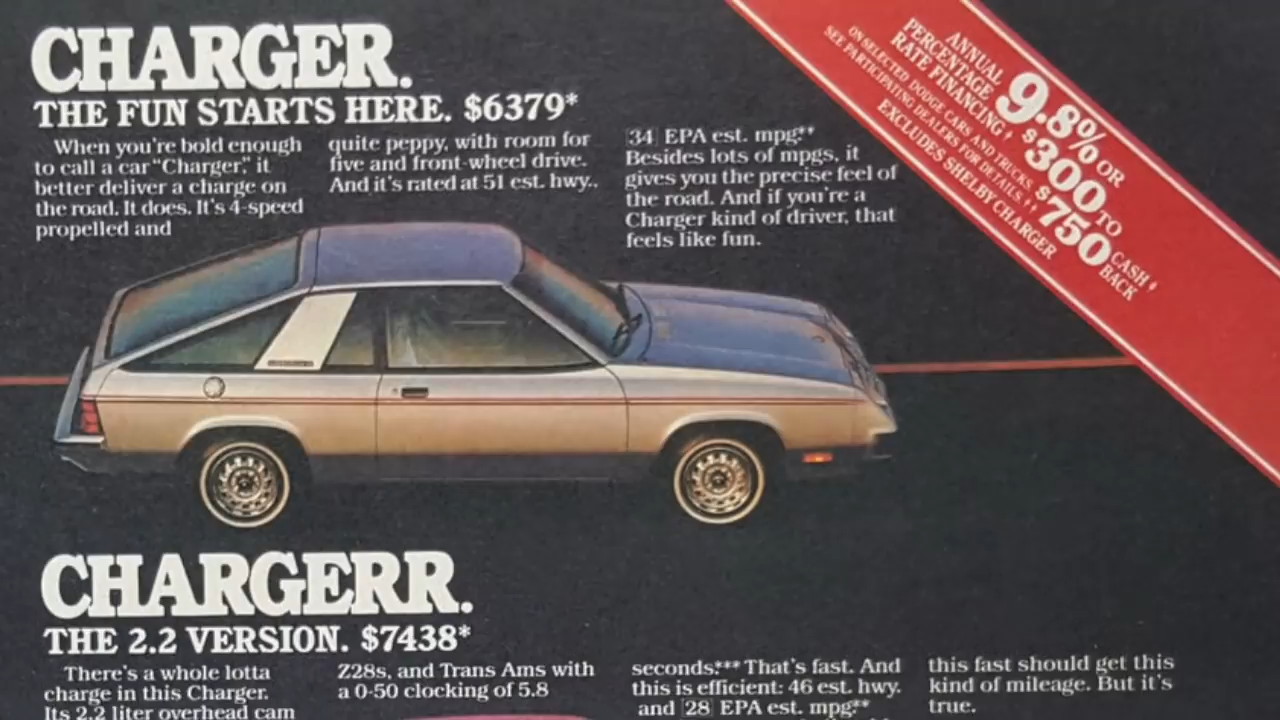 CHARGER.
THE FUN STARTS HERE. $6379*
When you're bold enough
to call a car "Charger," it
better deliver a charge on
the road. It does. It's 4-speed
propelled and
quite peppy, with room for
five and front-wheel drive.
And it's rated at 51 est. hwy..
[34] EPA est. mpg.**
Besides lots of mpgs, it
gives you the precise feel of
the road. And if you're a
Charger kind of driver, that
feels like fun.
ANNUAL
PERCENTAGE
RATE FINANCING†
9.8% OR
ON SELECTED DODGE CARS AND TRUCKS.
SEE PARTICIPATING DEALERS FOR DETAILS.††
$300 TO
$750 CASH
BACK
EXCLUDES SHELBY CHARGER
CHARGERR.
THE 2.2 VERSION. $7438*
There's a whole lotta
charge in this Charger.
Its 2.2 liter overhead cam
Z28s, and Trans Ams with
a 0-50 clocking of 5.8
seconds.*** That's fast. And
this is efficient: 46 est. hwy.
and [28] EPA est. mpg.**
this fast should get this
kind of mileage. But it's
true.